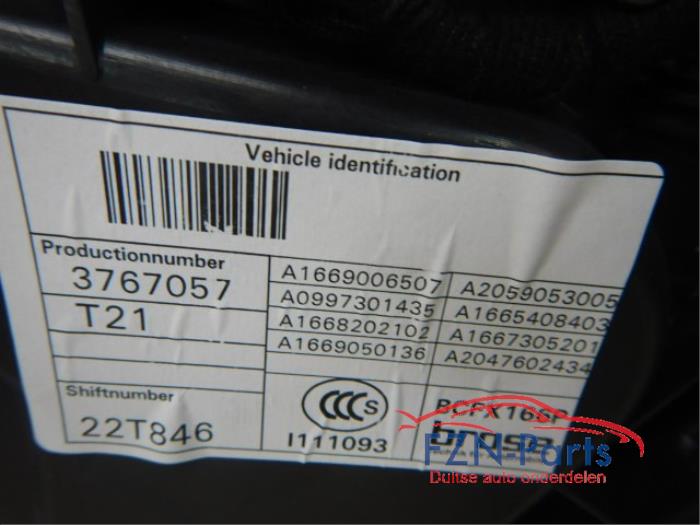 Vehicle identification
Productionnumber
3767057
T21
A1669006507
A0997301435
A1668202102
A1669050136
A2059053005
A1665408403
A1667305201
A2047602434
Shiftnumber
22T846
CCC S
I111093
brose
FZN Parts
Duitse auto onderdelen